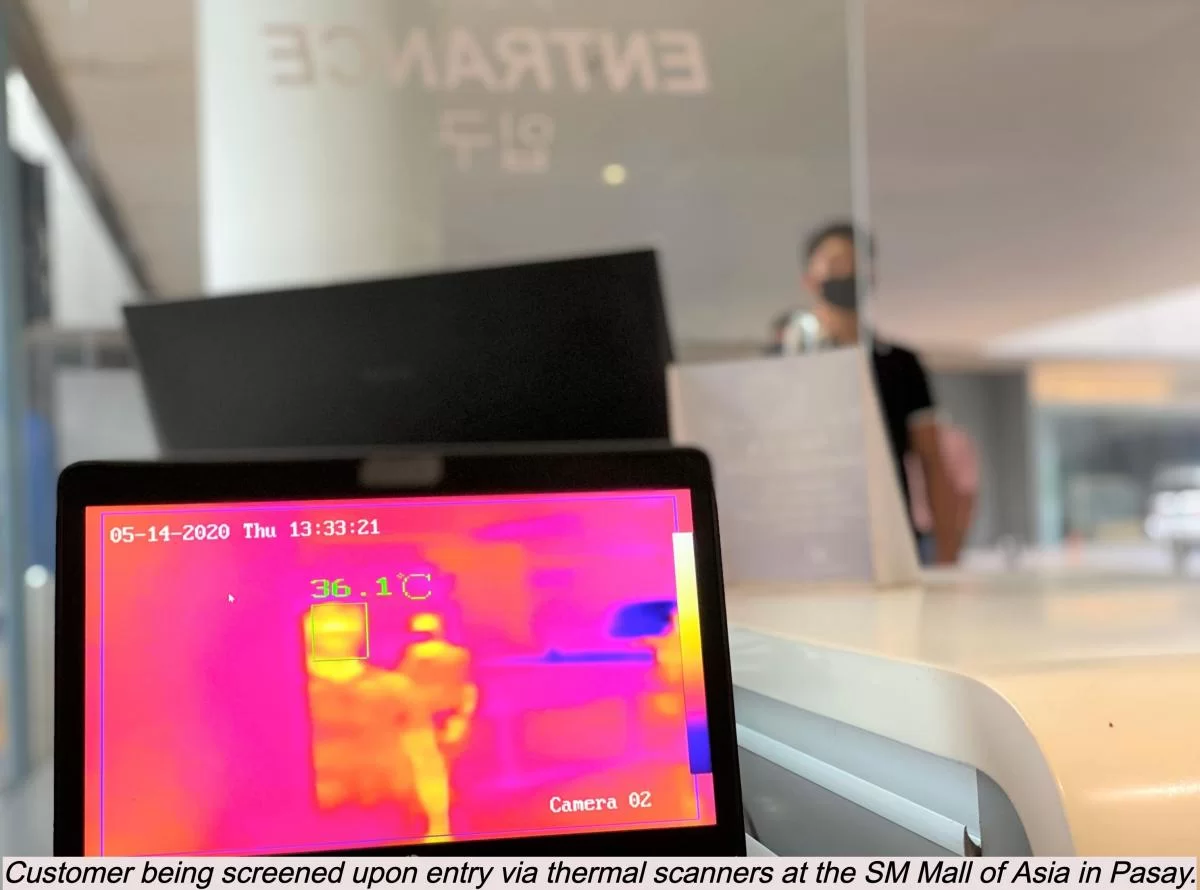 ENTRANCE
입구
05-14-2020 Thu 13:33:21
36.1°C
Camera 02
Customer being screened upon entry via thermal scanners at the SM Mall of Asia in Pasay.